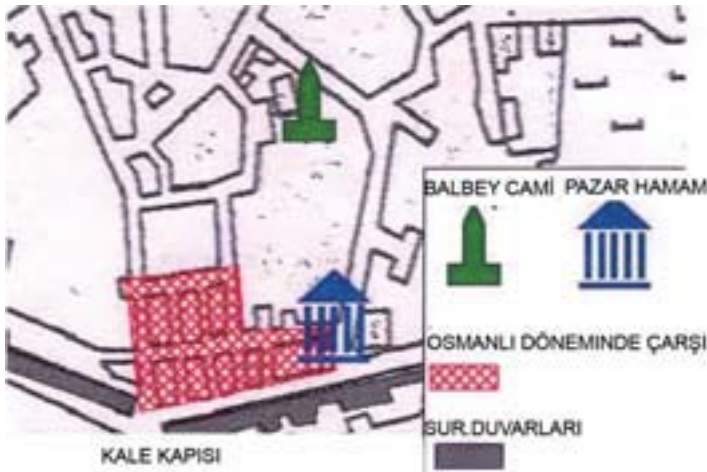 BALBEY CAMİ PAZAR HAMAM
OSMANLI DÖNEMİNDE ÇARŞI
SUR.DUVARLARI
KALE KAPISI